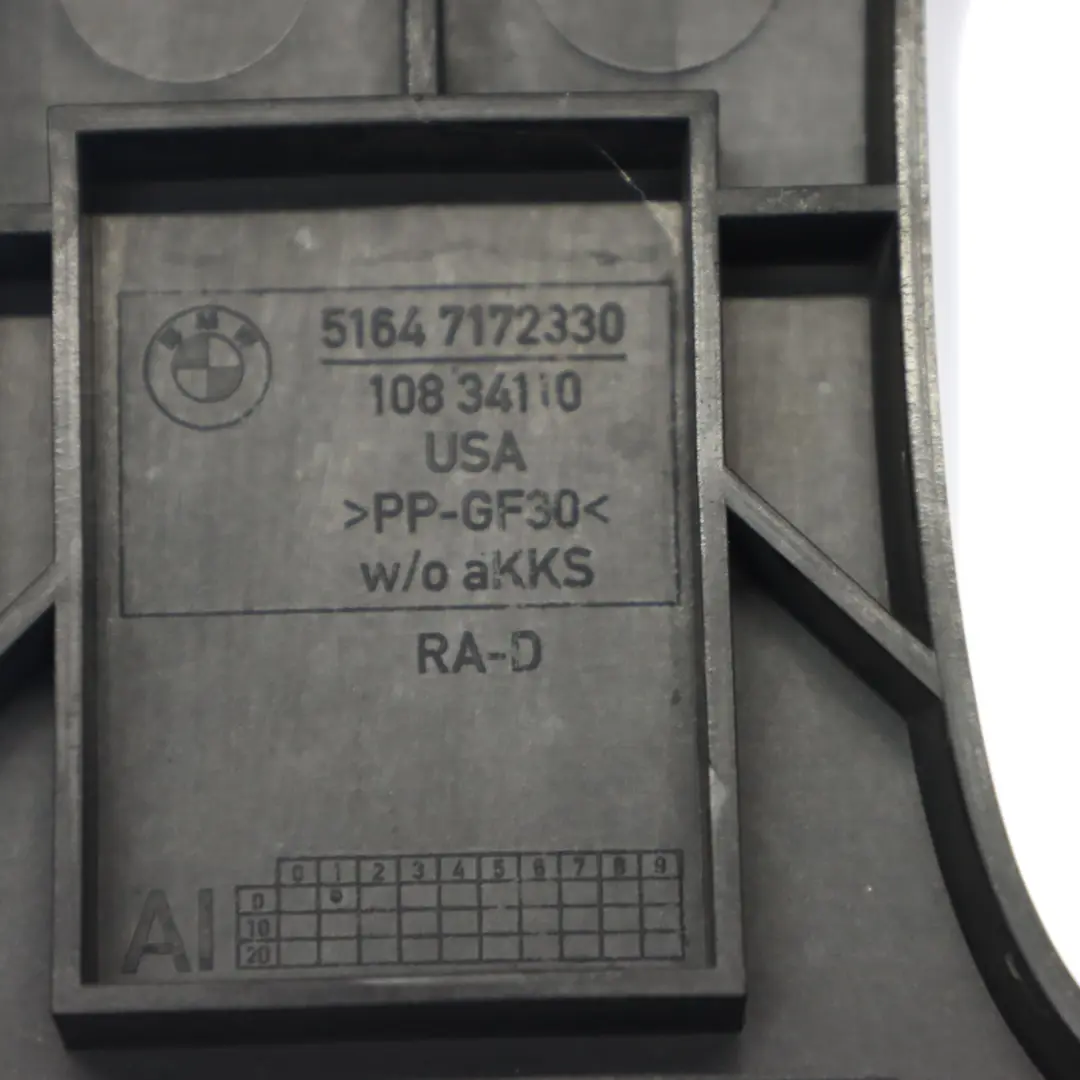 BMW
5164 7172330
108 34110
USA
>PP-GF30<
w/o aKKS
RA-D
0 1 2 3 4 5 6 7 8 9
0
10
20
AI